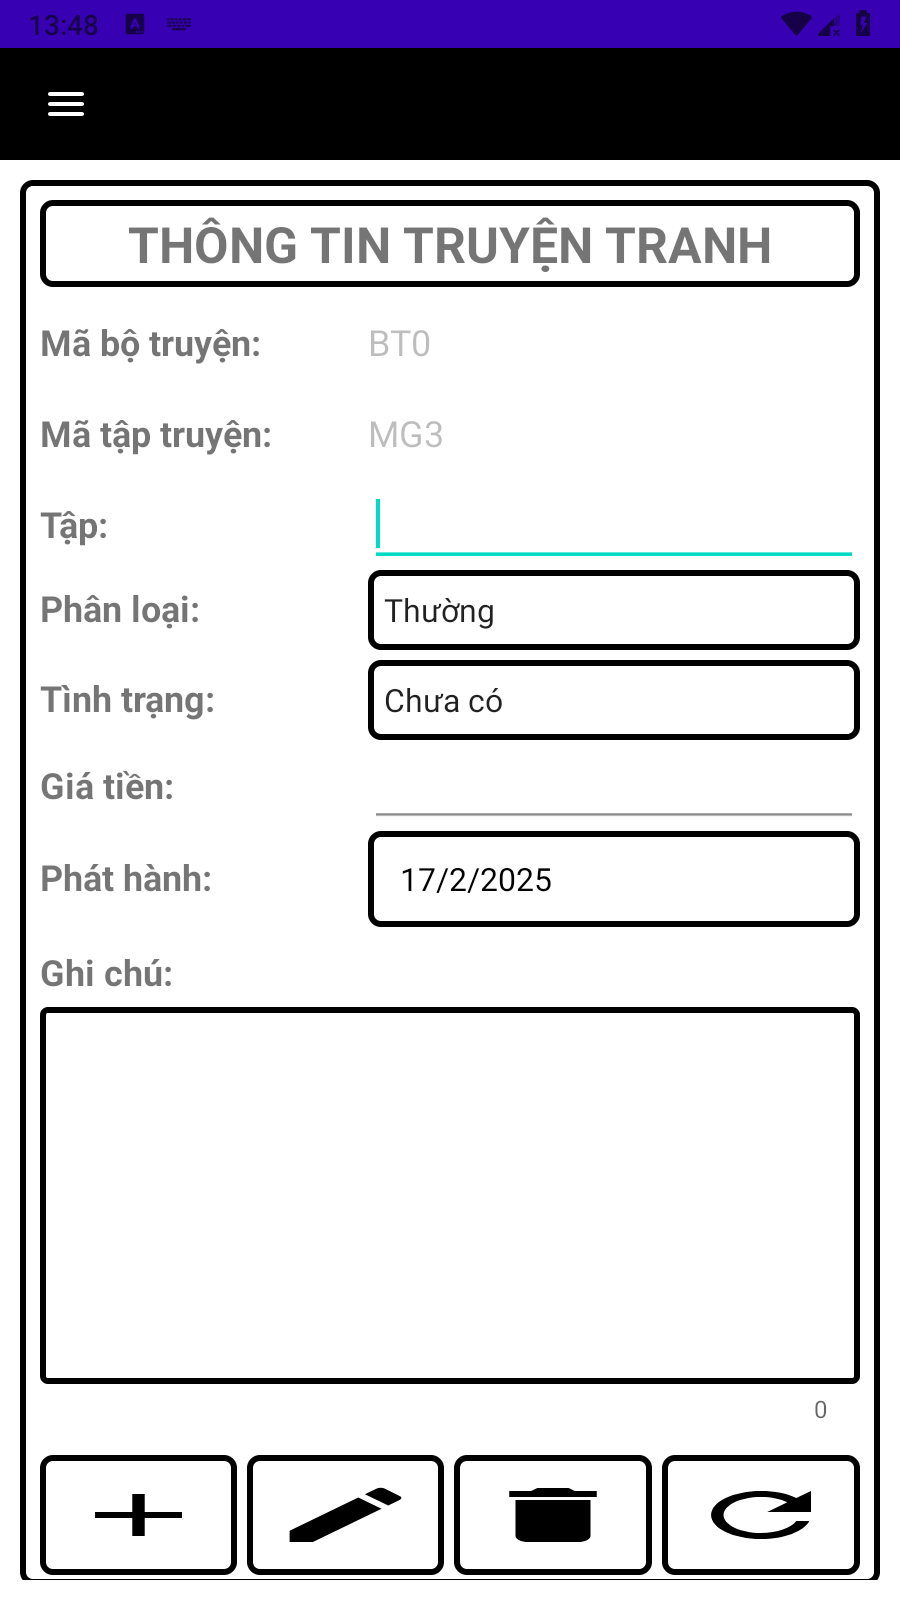 13:48
THÔNG TIN TRUYỆN TRANH
Mã bộ truyện: BT0
Mã tập truyện: MG3
Tập:
Phân loại: Thường
Tình trạng: Chưa có
Giá tiền:
Phát hành: 17/2/2025
Ghi chú:
0